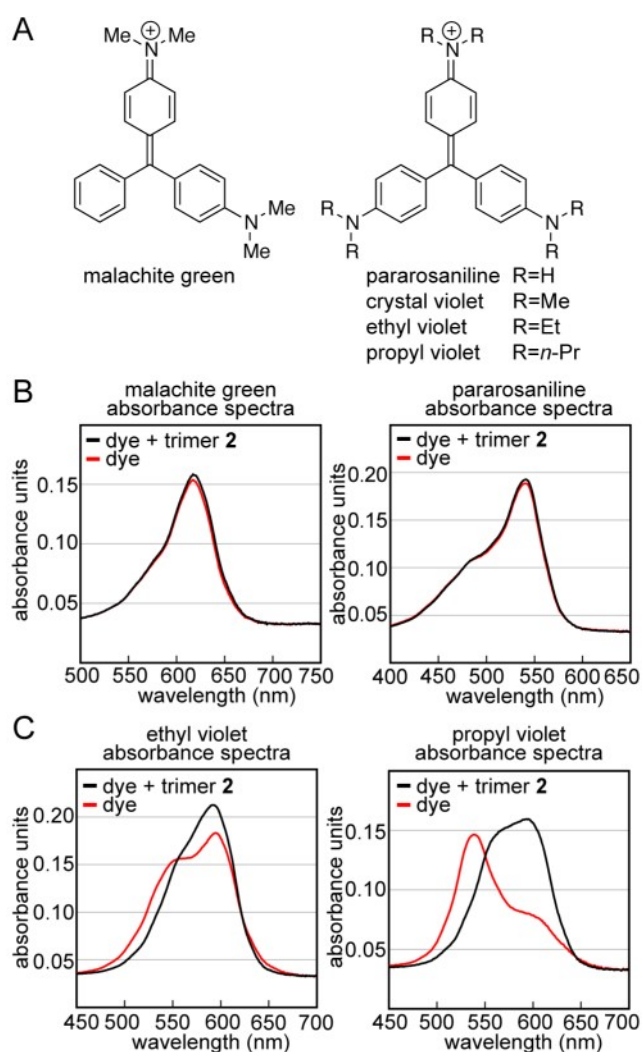 A
Me N ⊕ Me
R N ⊕ R
N Me
Me
R N R
R N R
malachite green
pararosaniline R=H
crystal violet R=Me
ethyl violet R=Et
propyl violet R=n-Pr
B
malachite green
absorbance spectra
dye + trimer 2
dye
absorbance units
0.15
0.10
0.05
500 550 600 650 700 750
wavelength (nm)
pararosaniline
absorbance spectra
dye + trimer 2
dye
absorbance units
0.20
0.15
0.10
0.05
400 450 500 550 600 650
wavelength (nm)
C
ethyl violet
absorbance spectra
dye + trimer 2
dye
absorbance units
0.20
0.15
0.10
0.05
450 500 550 600 650 700
wavelength (nm)
propyl violet
absorbance spectra
dye + trimer 2
dye
absorbance units
0.15
0.10
0.05
450 500 550 600 650 700
wavelength (nm)